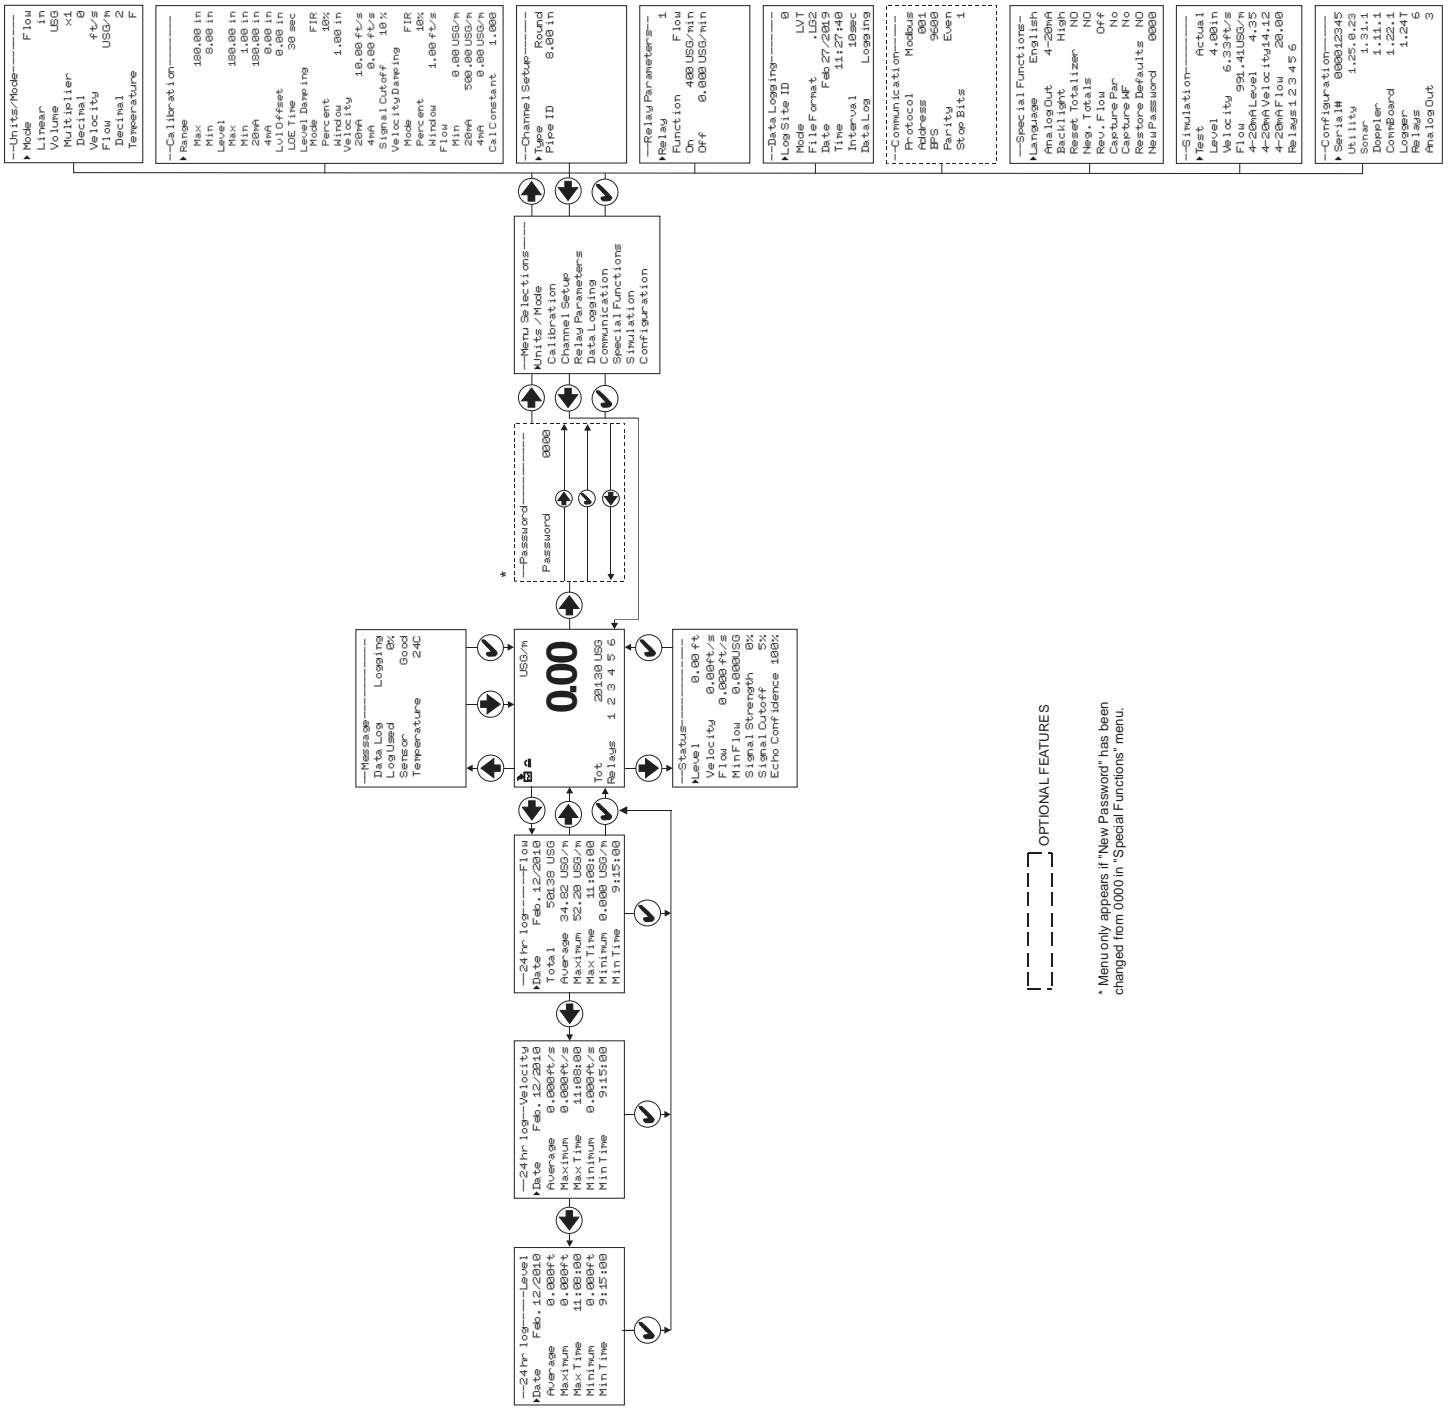 ---Units/Mode---------
Mode Flow
Linear in
Volume USG
Multiplier x1
Decimal 0
Velocity ft/s
Flow USG/m
Decimal 2
Temperature F
---Calibration-------
Range
Max 180.00 in
Min 8.00 in
Level
Max 180.00 in
Min 1.00 in
20mA 180.00 in
4mA 0.00 in
Lvl Offset 0.00 in
LOE Time 30 sec
Level Damping
Mode FIR
Percent 10%
Window 1.00 in
Velocity
20mA 10.00 ft/s
4mA 0.00 ft/s
Signal Cutoff 10%
Velocity Damping
Mode FIR
Percent 10%
Window 1.00 ft/s
Flow
Min 0.00 USG/m
20mA 500.00 USG/m
4mA 0.00 USG/m
Cal Constant 1.000
---Channel Setup----
Type Round
Pipe ID 8.00 in
---Relay Parameters--
Relay 1
Function Flow
On 400 USG/min
Off 0.000 USG/min
---Data Logging-----
Log Site ID 0
Mode LVT
File Format .LG2
Date Feb 27/2019
Time 11:27:40
Interval 10sec
Data Log Logging
---Communication----
Protocol Modbus
Address 001
BPS 9600
Parity Even
Stop Bits 1
---Special Functions-
Language English
Analog Out 4-20mA
Backlight High
Reset Totalizer NO
Neg. Totals NO
Rev. Flow Off
Capture Par No
Capture WF No
Restore Defaults NO
New Password 0000
---Simulation-------
Test Actual
Level 4.00in
Velocity 6.33ft/s
Flow 991.41USG/m
4-20mA Level 4.35
4-20mA Velocity 14.12
4-20mA Flow 20.00
Relays 1 2 3 4 5 6
---Configuration-----
Serial# 000012345
Utility 1.25.0.23
Sonar 1.31.1
Doppler 1.11.1
CommBoard 1.22.1
Logger 1.24T
Relays 6
Analog Out 3
---Menu Selections-----
Units / Mode
Calibration
Channel Setup
Relay Parameters
Data Logging
Communication
Special Functions
Simulation
Configuration
*
---Password----------
Password 0000
---Message-----------
Data Log Logging
Log Used 0%
Sensor Good
Temperature 24C
USG/m
0.00
Tot 20130 USG
Relays 1 2 3 4 5 6
---Status------------
Level 0.00 ft
Velocity 0.00ft/s
Flow 0.000 ft/s
Min Flow 0.000USG
Signal Strength 0%
Signal Cutoff 5%
Echo Confidence 100%
---24 hr log------Flow
Date Feb. 12/2010
Total 50138 USG
Average 34.82 USG/m
Maximum 52.20 USG/m
Max Time 11:08:00
Minimum 0.000 USG/m
Min Time 9:15:00
---24 hr log--Velocity
Date Feb. 12/2010
Average 0.000ft/s
Maximum 0.000ft/s
Max Time 11:08:00
Minimum 0.000ft/s
Min Time 9:15:00
---24 hr log-----Level
Date Feb. 12/2010
Average 0.000ft
Maximum 0.000ft
Max Time 11:08:00
Minimum 0.000ft
Min Time 9:15:00
OPTIONAL FEATURES
* Menu only appears if "New Password" has been
changed from 0000 in "Special Functions" menu.